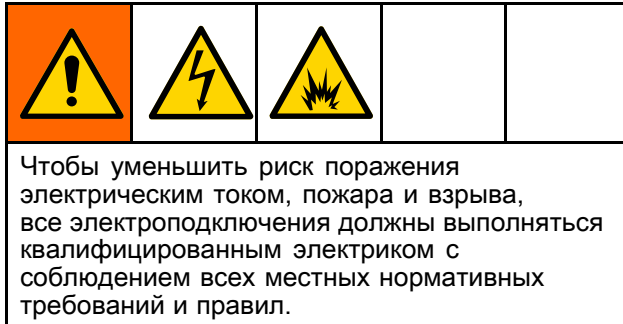 Чтобы уменьшить риск поражения
электрическим током, пожара и взрыва,
все электроподключения должны выполняться
квалифицированным электриком с
соблюдением всех местных нормативных
требований и правил.